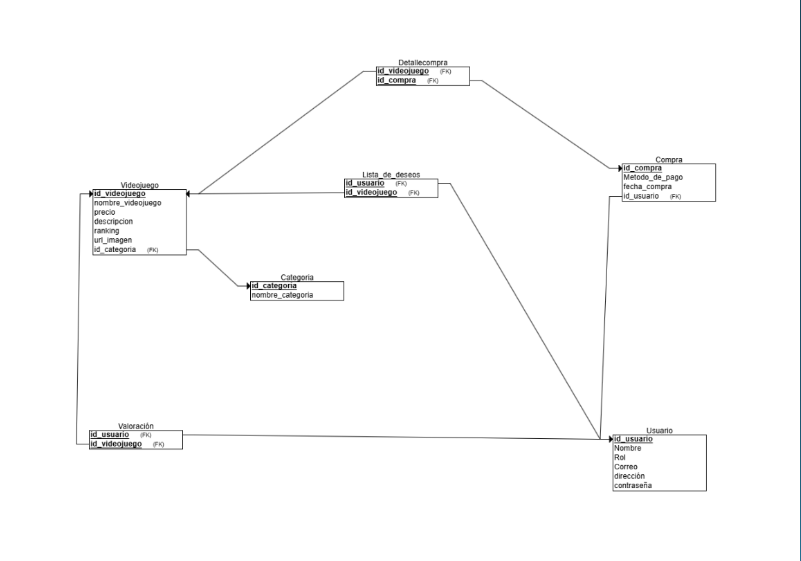 Detallecompra
id_videojuego (FK)
id_compra (FK)
Lista_de_deseos
id_usuario (FK)
id_videojuego (FK)
Compra
id_compra
Metodo_de_pago
fecha_compra
id_usuario (FK)
Videojuego
id_videojuego
nombre_videojuego
precio
descripcion
ranking
url_imagen
id_categoria (FK)
Categoria
id_categoria
nombre_categoria
Valoración
id_usuario (FK)
id_videojuego (FK)
Usuario
id_usuario
Nombre
Rol
Correo
dirección
contraseña